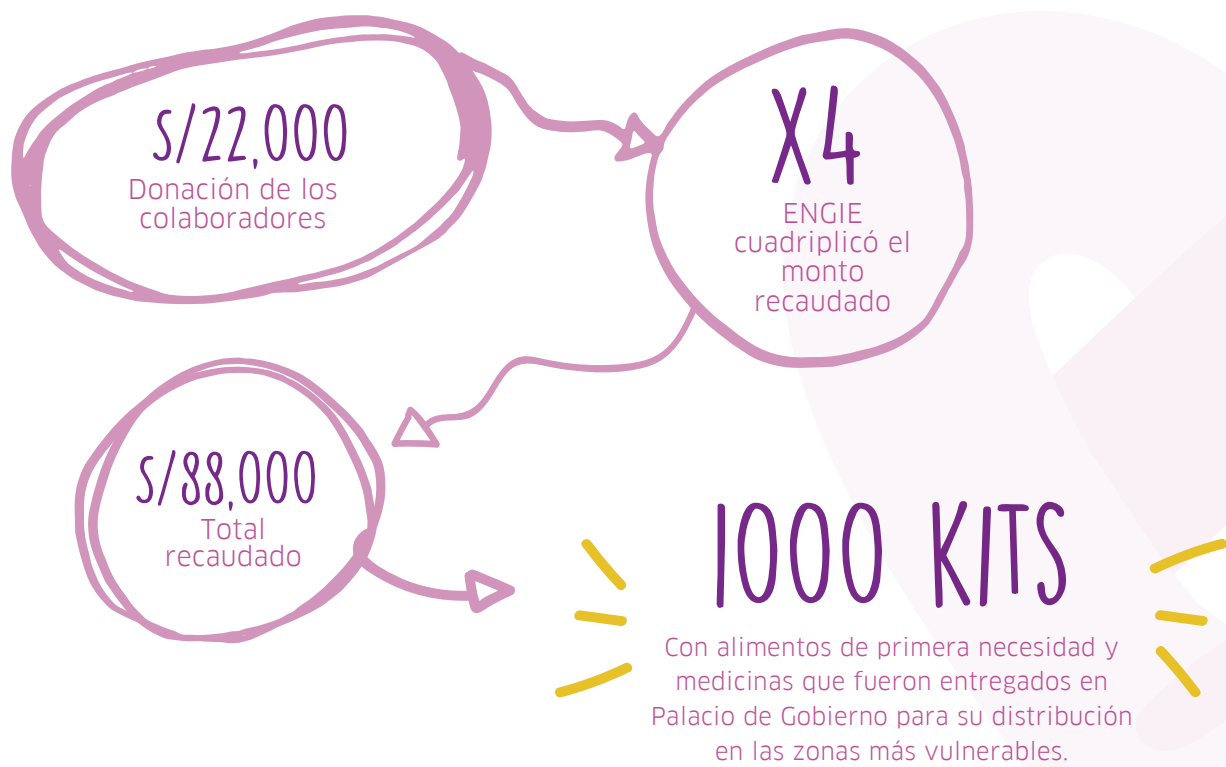 S/22,000
Donación de los
colaboradores
X4
ENGIE
cuadriplicó el
monto
recaudado
S/88,000
Total
recaudado
1000 KITS
Con alimentos de primera necesidad y
medicinas que fueron entregados en
Palacio de Gobierno para su distribución
en las zonas más vulnerables.